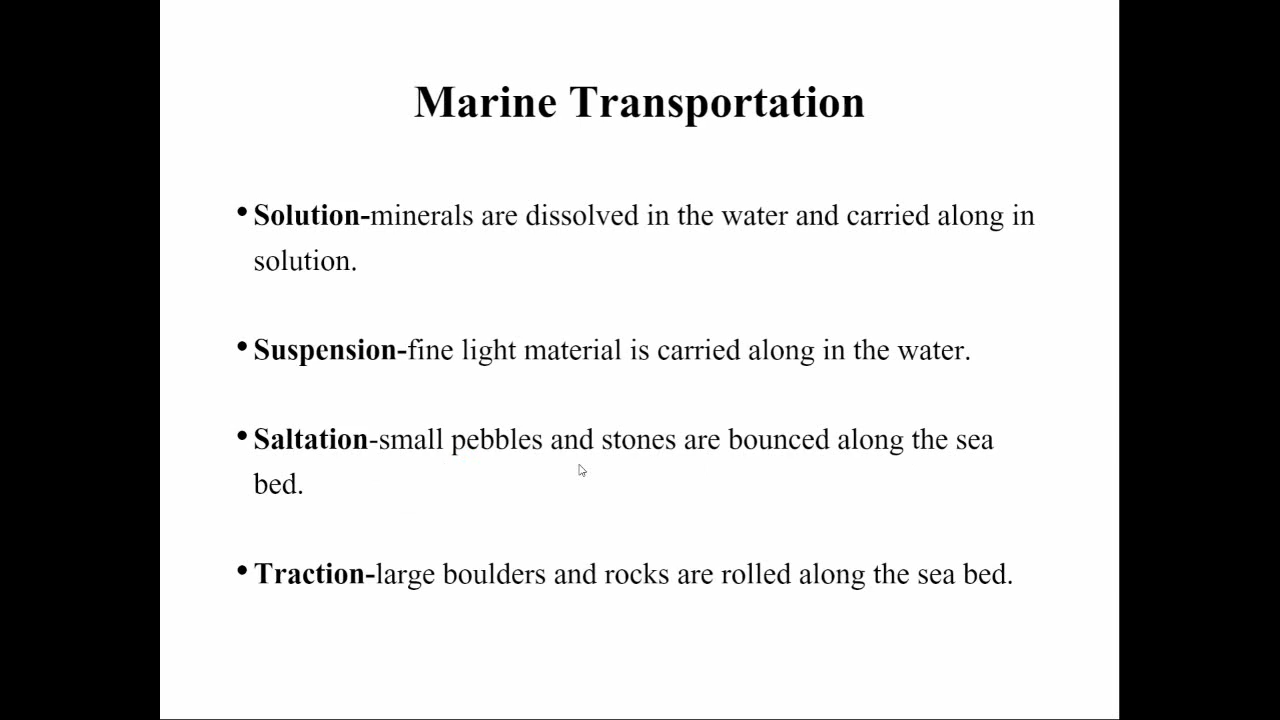 Marine Transportation
• Solution-minerals are dissolved in the water and carried along in
solution.
• Suspension-fine light material is carried along in the water.
• Saltation-small pebbles and stones are bounced along the sea
bed.
• Traction-large boulders and rocks are rolled along the sea bed.